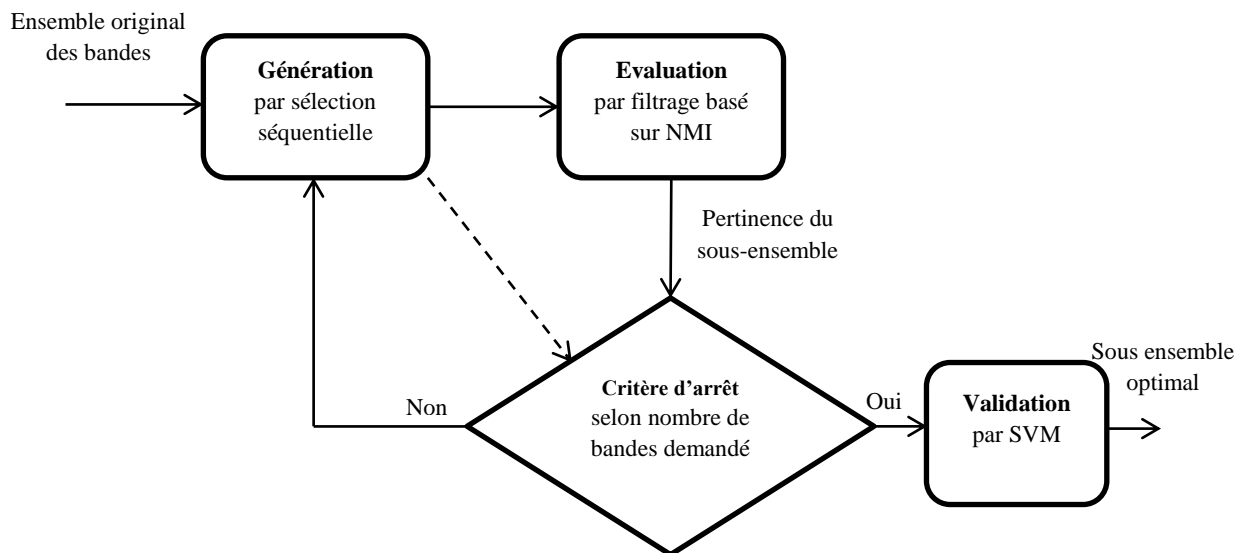 Ensemble original
des bandes
Génération
par sélection
séquentielle
Evaluation
par filtrage basé
sur NMI
Pertinence du
sous-ensemble
Critère d'arrêt
selon nombre de
bandes demandé
Non
Oui
Validation
par SVM
Sous ensemble
optimal